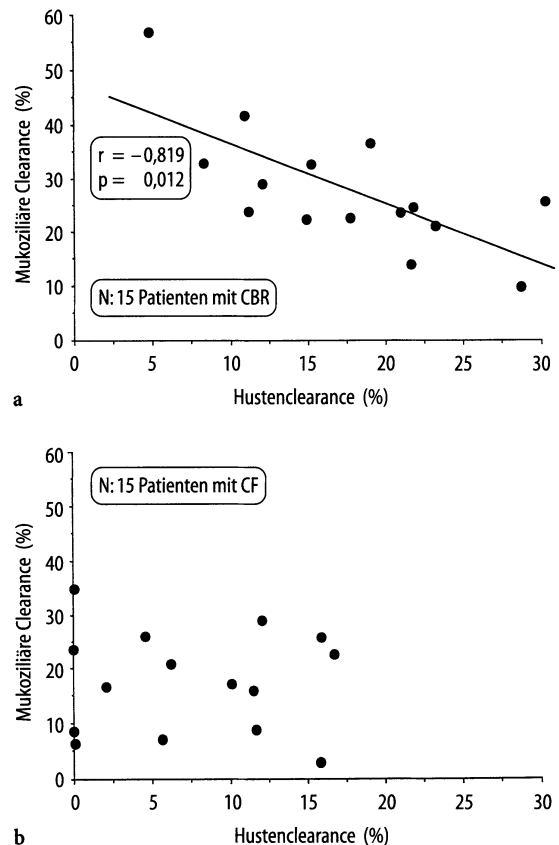 60
50
40
30
20
10
0
Mukoziliäre Clearance (%)
r = −0,819
p = 0,012
N: 15 Patienten mit CBR
0 5 10 15 20 25 30
Hustenclearance (%)
a
60
50
40
30
20
10
0
Mukoziliäre Clearance (%)
N: 15 Patienten mit CF
0 5 10 15 20 25 30
Hustenclearance (%)
b